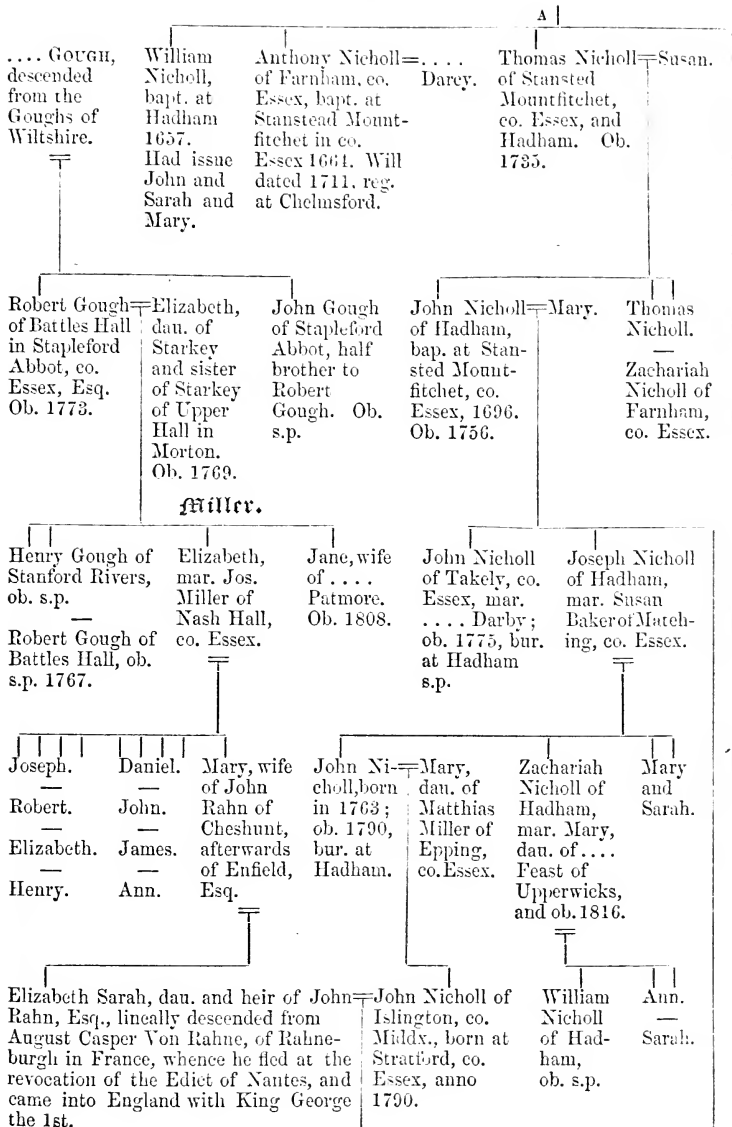 A
.... GOUGH,
descended
from the
Goughs of
Wiltshire.
William
Nicholl,
bapt. at
Hadham
1657.
Had issue
John and
Sarah and
Mary.
Anthony Nicholl=....
of Farnham, co. Darcy.
Essex, bapt. at
Stanstead Mount-
fitchet in co.
Essex 1661. Will
dated 1711, reg.
at Chelmsford.
Thomas Nicholl=Susan.
of Stansted
Mountfitchet,
co. Essex, and
Hadham. Ob.
1735.
Robert Gough=Elizabeth,
of Battles Hall
in Stapleford
Abbot, co.
Essex, Esq.
Ob. 1773.
dau. of
Starkey
and sister
of Starkey
of Upper
Hall in
Morton.
Ob. 1769.
John Gough
of Stapleford
Abbot, half
brother to
Robert
Gough. Ob.
s.p.
John Nicholl=Mary.
of Hadham,
bap. at Stan-
sted Mount-
fitchet, co.
Essex, 1696.
Ob. 1756.
Thomas
Nicholl.
—
Zachariah
Nicholl of
Farnham,
co. Essex.
Miller.
Henry Gough of
Stanford Rivers,
ob. s.p.
—
Robert Gough of
Battles Hall, ob.
s.p. 1767.
Elizabeth,
mar. Jos.
Miller of
Nash Hall,
co. Essex.
Jane, wife
of ....
Patmore.
Ob. 1808.
John Nicholl
of Takely, co.
Essex, mar.
.... Darby;
ob. 1775, bur.
at Hadham
s.p.
Joseph Nicholl
of Hadham,
mar. Susan
Baker of Match-
ing, co. Essex.
Joseph.
—
Robert.
—
Elizabeth.
—
Henry.
Daniel.
—
John.
—
James.
—
Ann.
Mary, wife
of John
Rahn of
Cheshunt,
afterwards
of Enfield,
Esq.
John Ni-=Mary,
choll, born
in 1763;
ob. 1790,
bur. at
Hadham.
dau. of
Matthias
Miller of
Epping,
co. Essex.
Zachariah
Nicholl of
Hadham,
mar. Mary,
dau. of ....
Feast of
Upperwicks,
and ob. 1816.
Mary
and
Sarah.
Elizabeth Sarah, dau. and heir of John=John Nicholl of
Rahn, Esq., lineally descended from
August Casper Von Rahne, of Rahne-
burgh in France, whence he fled at the
revocation of the Edict of Nantes, and
came into England with King George
the 1st.
Islington, co.
Middx., born at
Stratford, co.
Essex, anno
1790.
William
Nicholl
of Had-
ham,
ob. s.p.
Ann.
—
Sarah.